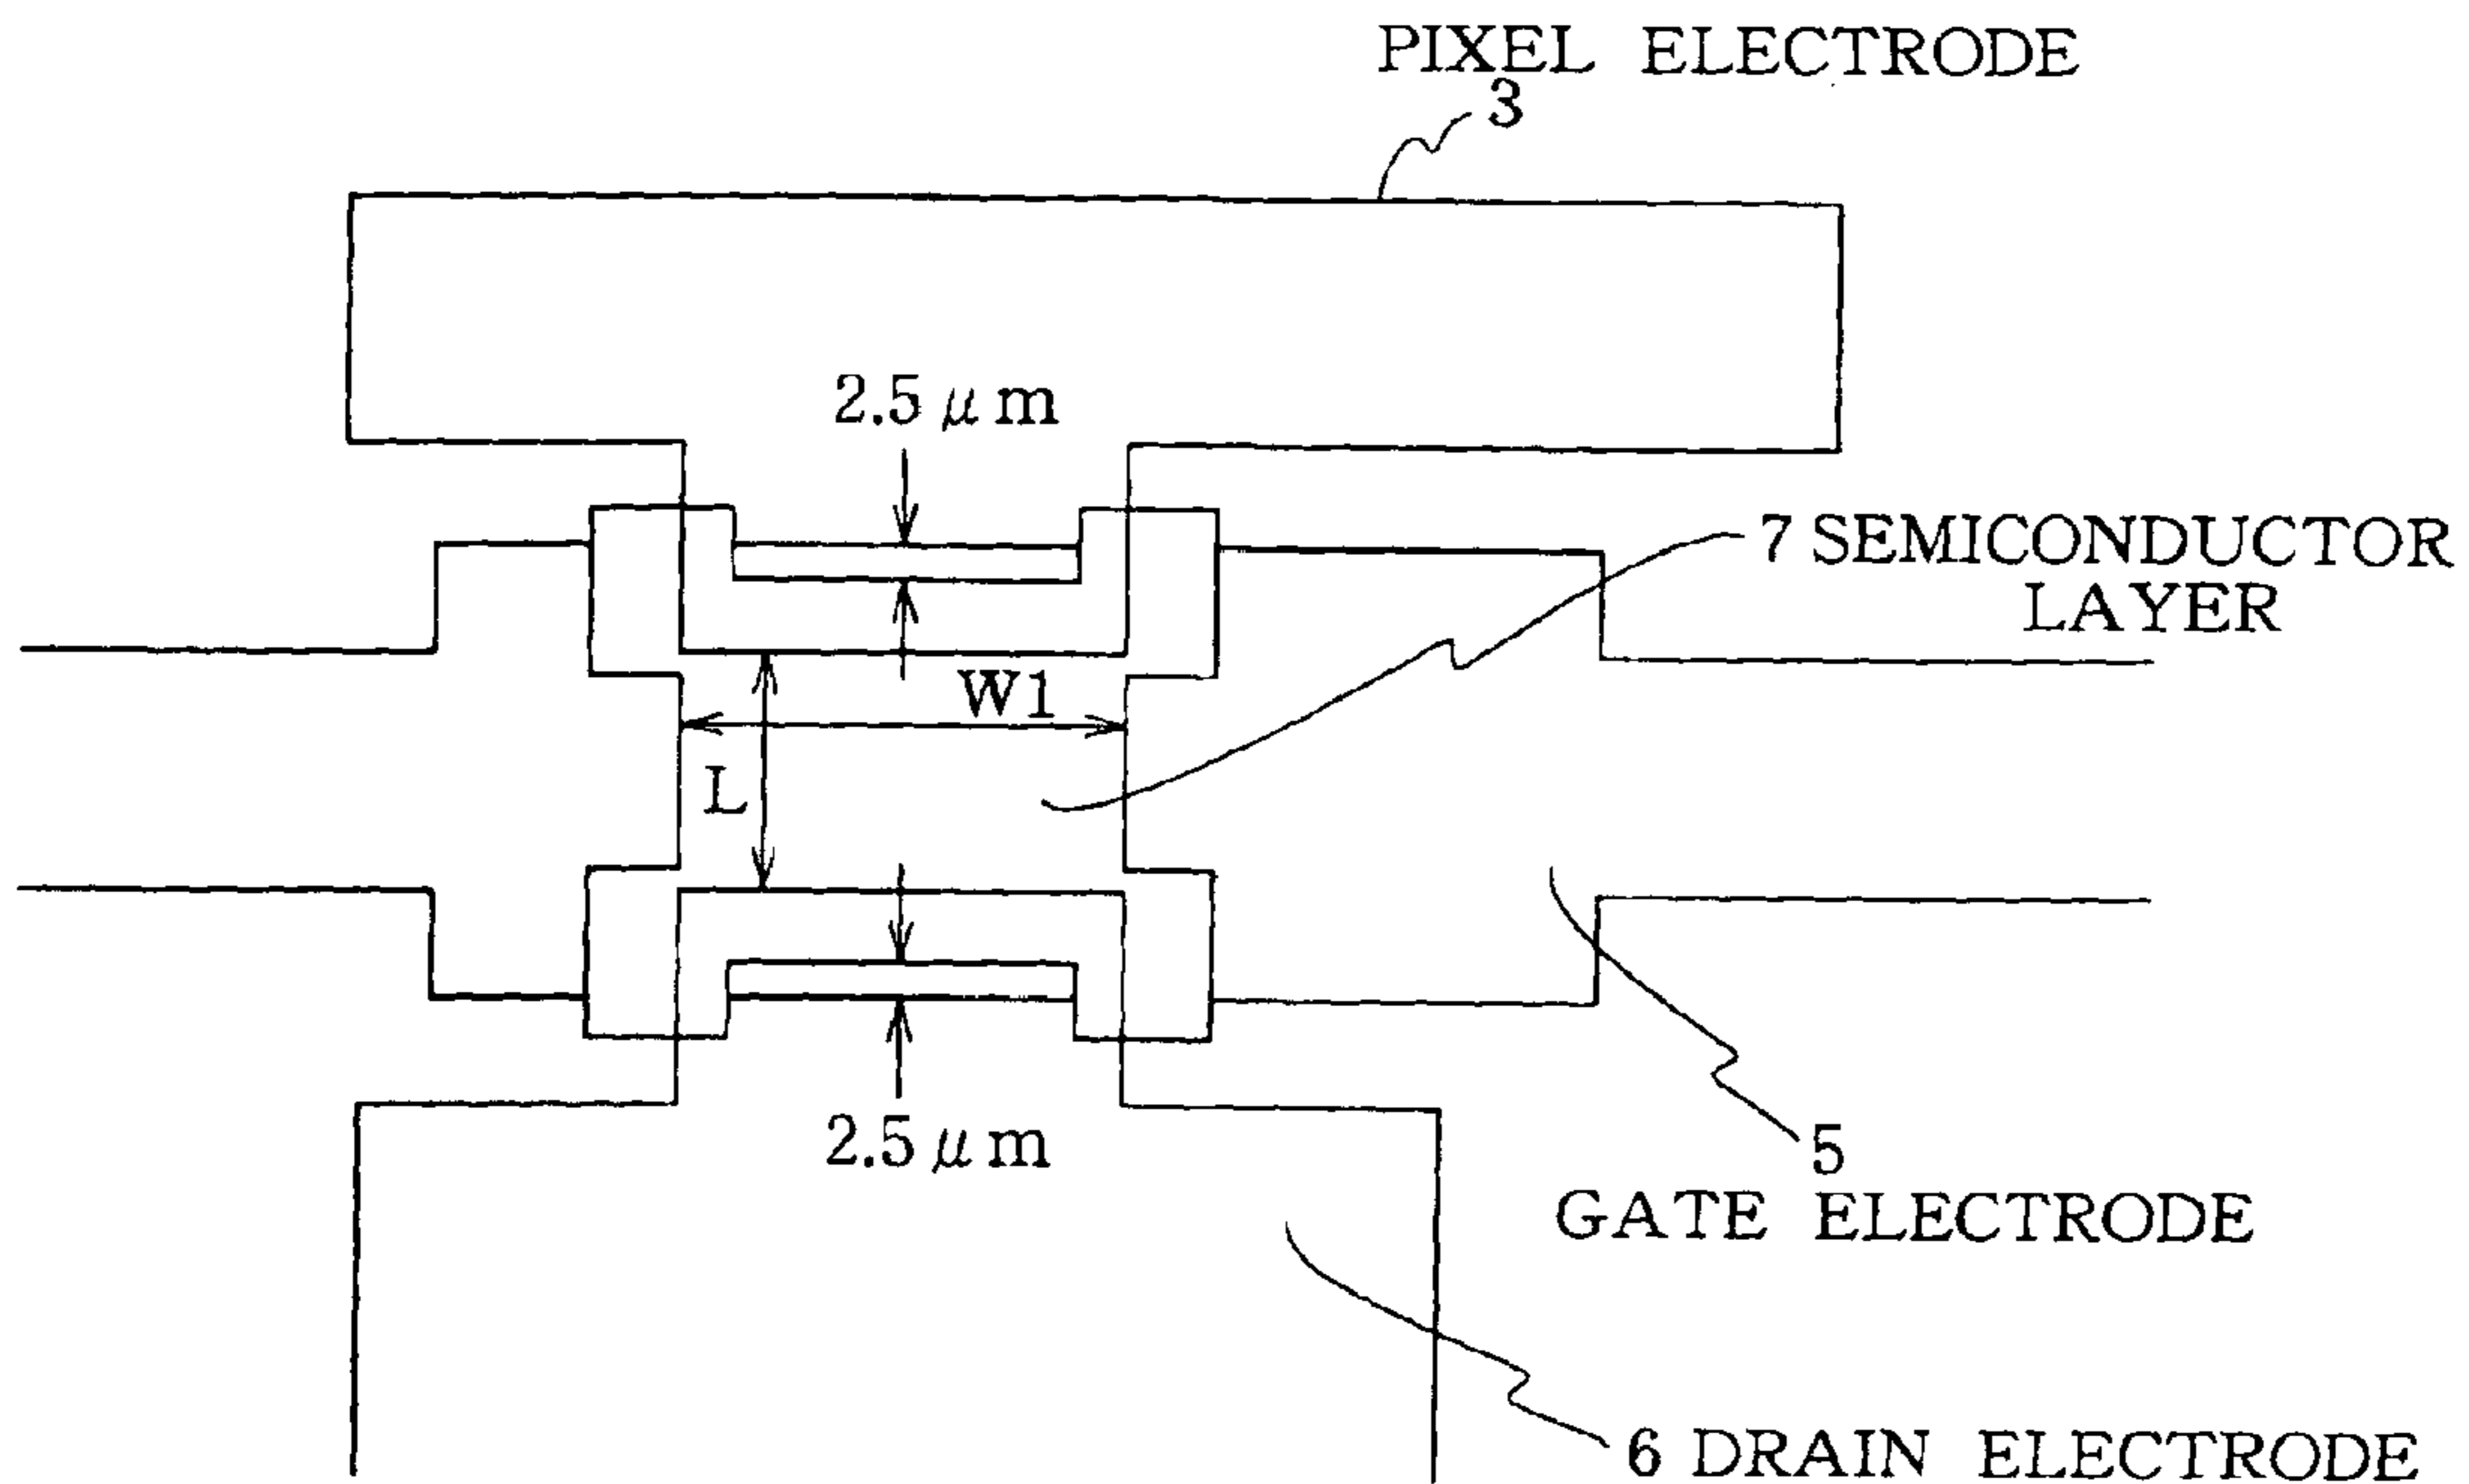 PIXEL ELECTRODE
3
2.5 μm
7 SEMICONDUCTOR
LAYER
W1
L
2.5 μm
5
GATE ELECTRODE
6 DRAIN ELECTRODE